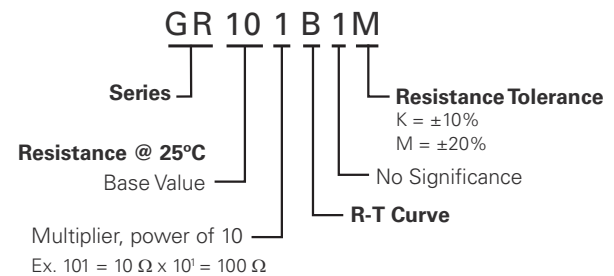 GR 10 1 B 1 M
Series
Resistance Tolerance
K = ±10%
M = ±20%
Resistance @ 25ºC
Base Value
No Significance
R-T Curve
Multiplier, power of 10
Ex. 101 = 10 Ω x 10¹ = 100 Ω